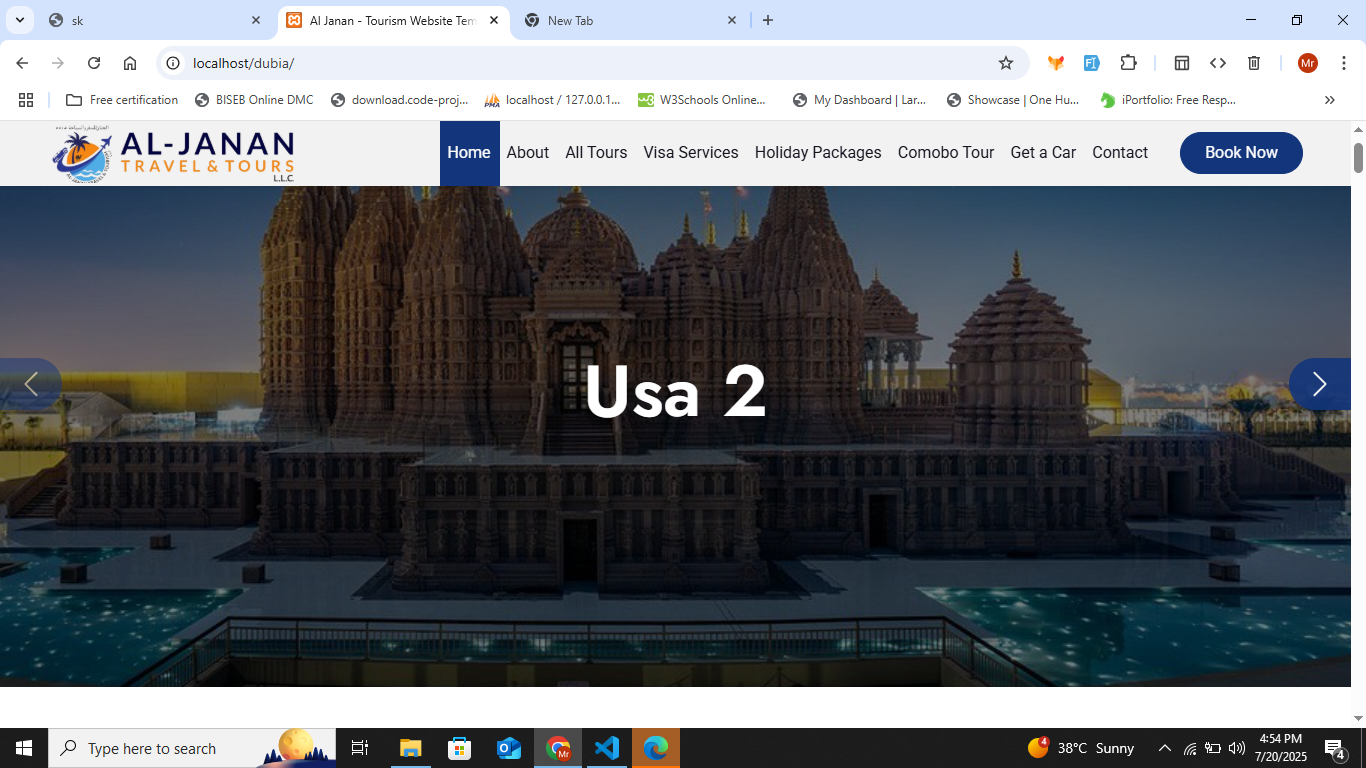 sk
Al Janan - Tourism Website Tem
New Tab
localhost/dubia/
Mr
Free certification
BISEB Online DMC
download.code-proj...
localhost / 127.0.0.1...
W3Schools Online...
My Dashboard | Lar...
Showcase | One Hu...
iPortfolio: Free Resp...
AL-JANAN
TRAVEL & TOURS
L.L.C.
Home
About
All Tours
Visa Services
Holiday Packages
Comobo Tour
Get a Car
Contact
Book Now
Usa 2
Type here to search
Mr
4
38°C Sunny
4:54 PM
7/20/2025
4